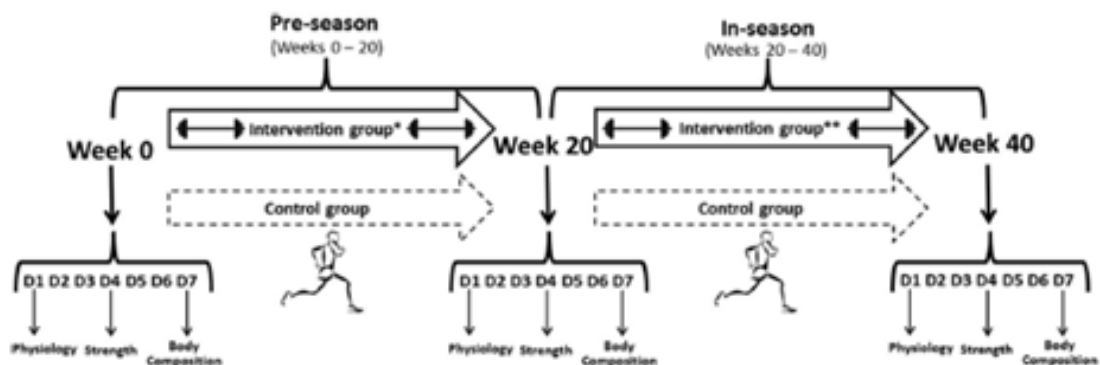 Pre-season
(Weeks 0 – 20)
In-season
(Weeks 20 – 40)
Intervention group*
Intervention group**
Week 0
Week 20
Week 40
Control group
Control group
D1 D2 D3 D4 D5 D6 D7
D1 D2 D3 D4 D5 D6 D7
D1 D2 D3 D4 D5 D6 D7
Physiology Strength Body
Composition
Physiology Strength Body
Composition
Physiology Strength Body
Composition